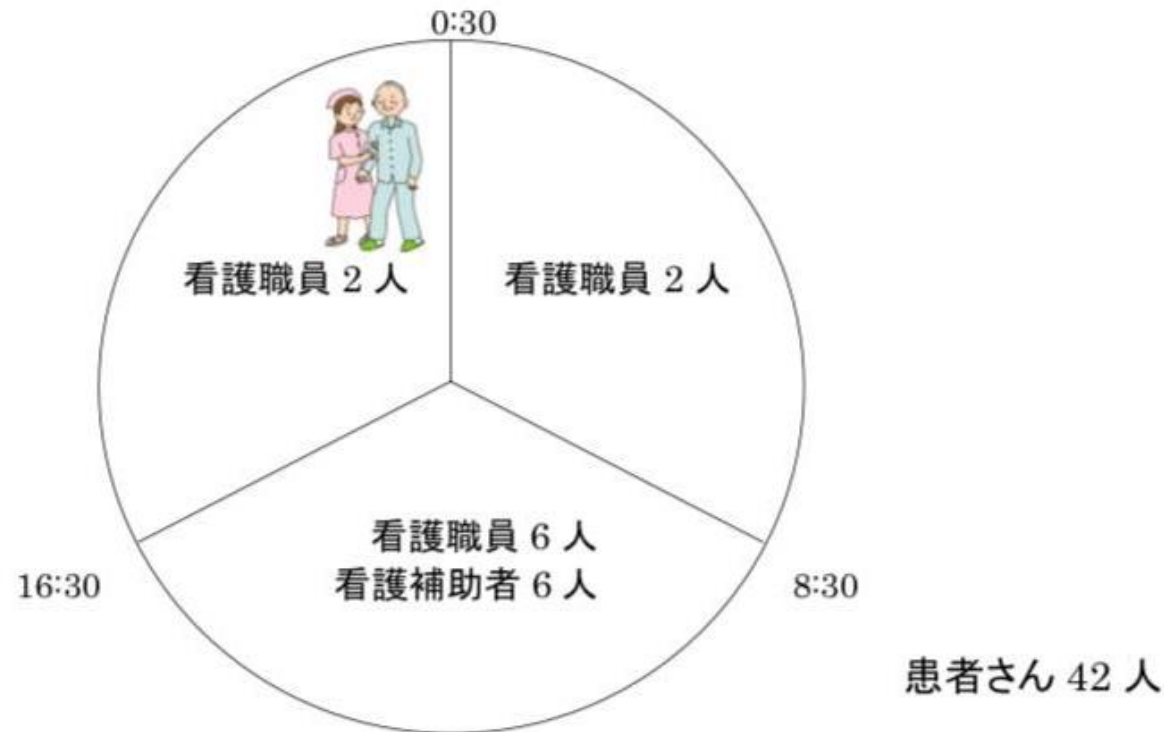 0:30
看護職員 2 人
看護職員 2 人
看護職員 6 人
看護補助者 6 人
16:30
8:30
患者さん 42 人